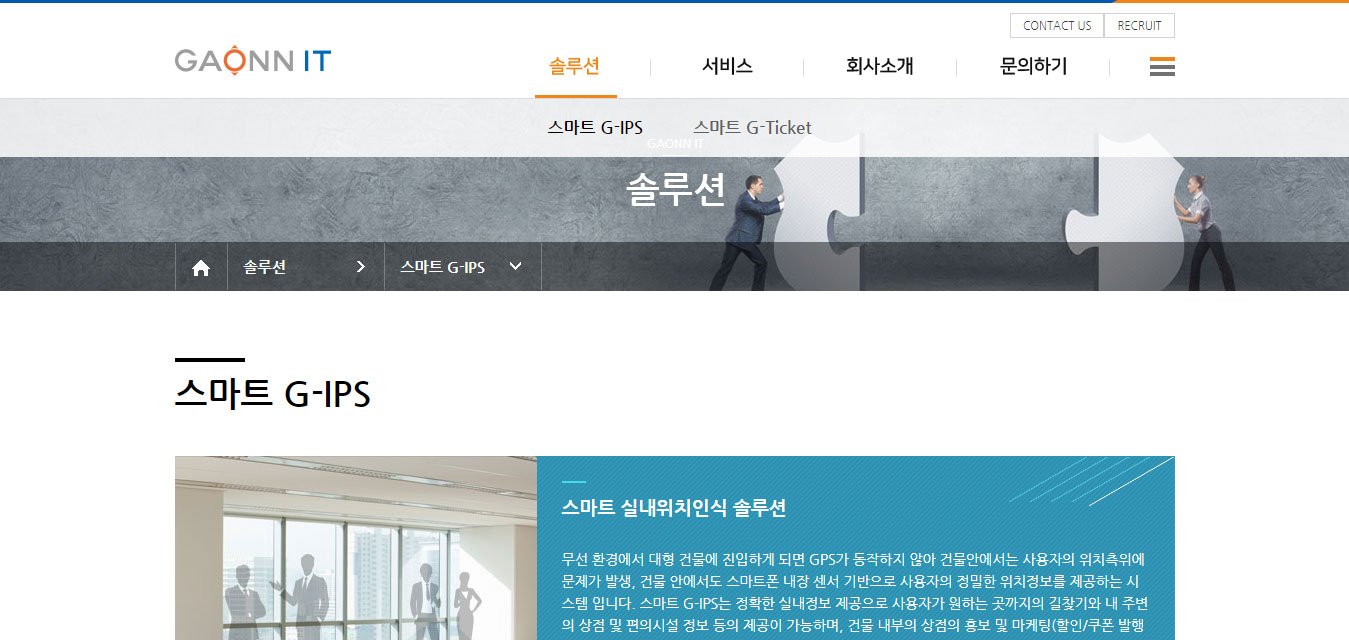 CONTACT US
RECRUIT
GAONN IT
솔루션
서비스
회사소개
문의하기
스마트 G-IPS
스마트 G-Ticket
GAONN IT
솔루션
솔루션
스마트 G-IPS
스마트 G-IPS
스마트 실내위치인식 솔루션
무선 환경에서 대형 건물에 진입하게 되면 GPS가 동작하지 않아 건물안에서는 사용자의 위치측위에
문제가 발생, 건물 안에서도 스마트폰 내장 센서 기반으로 사용자의 정밀한 위치정보를 제공하는 시
스템 입니다. 스마트 G-IPS는 정확한 실내정보 제공으로 사용자가 원하는 곳까지의 길찾기와 내 주변
의 상점 및 편의시설 정보 등의 제공이 가능하며, 건물 내부의 상점의 홍보 및 마케팅(할인/쿠폰 발행